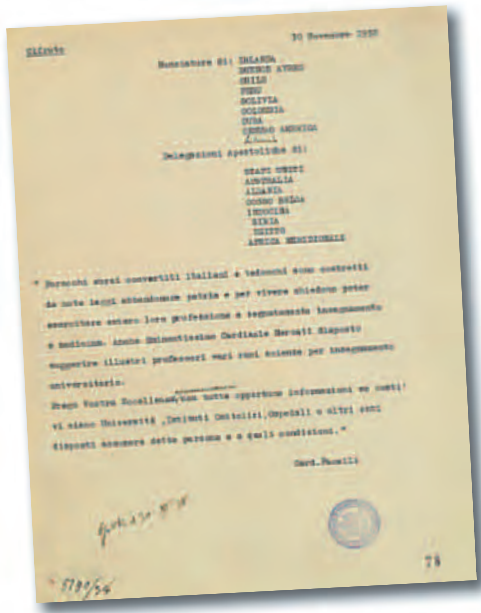 Cifrato
30 Novembre 1938
Nunziature di: IRLANDA
BUENOS AYRES
CHILE
PERU
BOLIVIA
COLOMBIA
CUBA
CENTRO AMERICA
Delegazioni Apostoliche di:
STATI UNITI
AUSTRALIA
ALBANIA
CONGO BELGA
INDOCINA
SIRIA
EGITTO
AFRICA MERIDIONALE
" Parecchi ebrei convertiti italiani e tedeschi sono costretti
da note leggi abbandonare patria e per vivere chiedono poter
esercitare estero loro professione e segnatamente insegnamento
e medicina. Anche Eminentissimo Cardinale Mercati disposto
suggerire illustri professori vari rami scienze per insegnamento
universitario.
Prego Vostra Eccellenza, tutte opportune informazioni se costì
vi siano Università, Istituti Cattolici, Ospedali o altri enti
disposti assumere dette persone e a quali condizioni."
Card. Pacelli
78